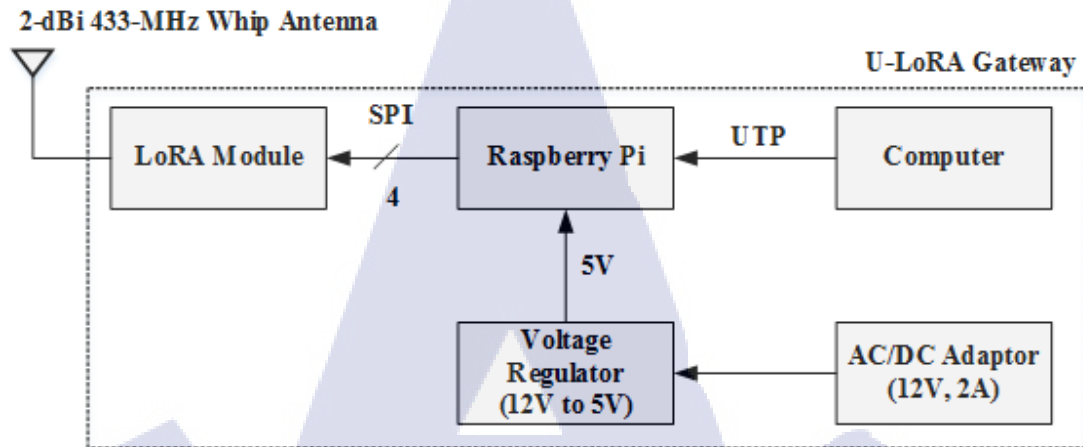 2-dBi 433-MHz Whip Antenna
U-LoRA Gateway
LoRA Module
SPI
4
Raspberry Pi
UTP
Computer
5V
Voltage
Regulator
(12V to 5V)
AC/DC Adaptor
(12V, 2A)